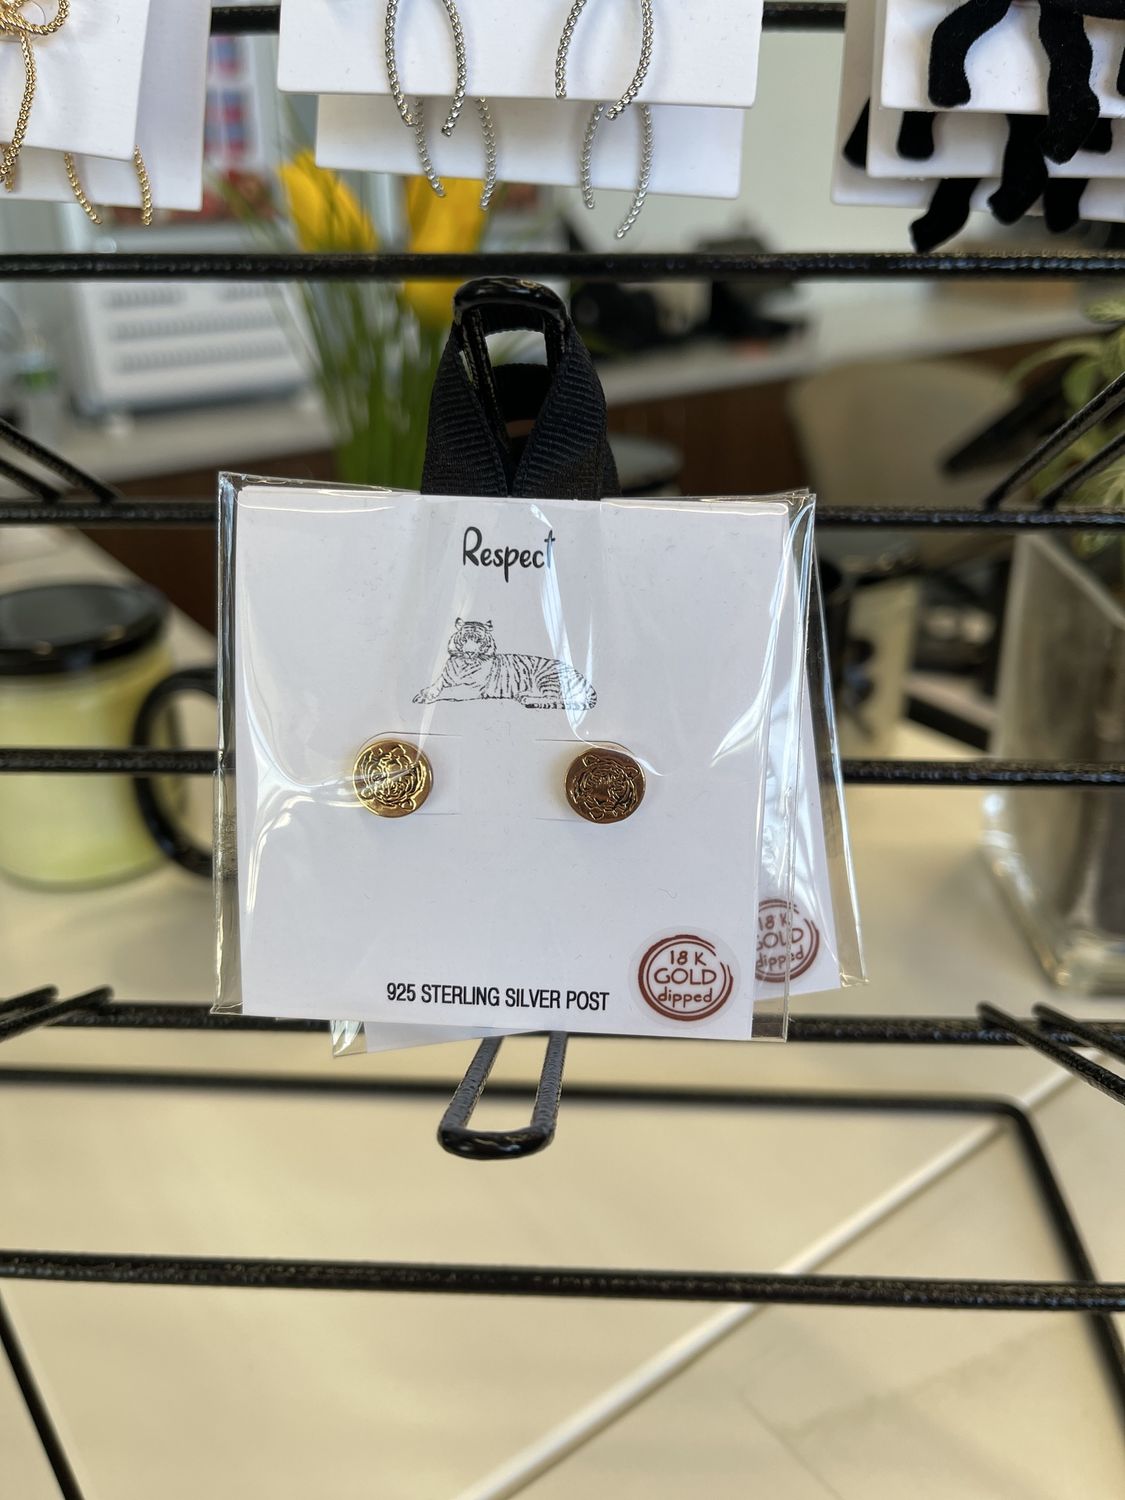 Respect
925 STERLING SILVER POST
18 K
GOLD
dipped
18 K
GOLD
dipped